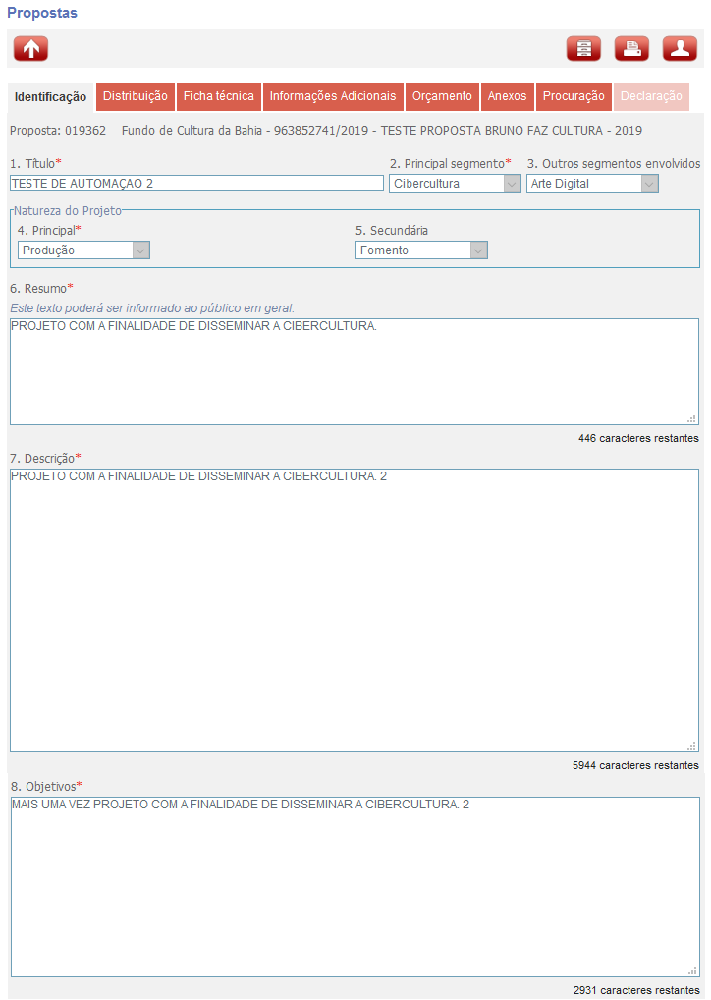 Propostas
Identificação Distribuição Ficha técnica Informações Adicionais Orçamento Anexos Procuração Declaração
Proposta: 019362 Fundo de Cultura da Bahia - 963852741/2019 - TESTE PROPOSTA BRUNO FAZ CULTURA - 2019
1. Título* 2. Principal segmento* 3. Outros segmentos envolvidos
TESTE DE AUTOMAÇAO 2 Cibercultura Arte Digital
Natureza do Projeto
4. Principal* 5. Secundária
Produção Fomento
6. Resumo*
Este texto poderá ser informado ao público em geral.
PROJETO COM A FINALIDADE DE DISSEMINAR A CIBERCULTURA.
446 caracteres restantes
7. Descrição*
PROJETO COM A FINALIDADE DE DISSEMINAR A CIBERCULTURA. 2
5944 caracteres restantes
8. Objetivos*
MAIS UMA VEZ PROJETO COM A FINALIDADE DE DISSEMINAR A CIBERCULTURA. 2
2931 caracteres restantes